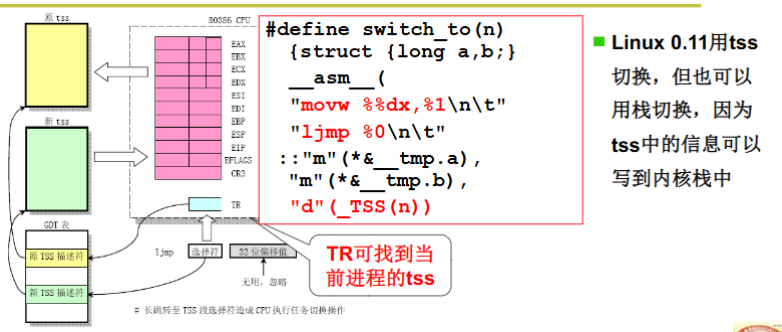 原 tss
80386 CPU
EAX
EBX
ECX
EDX
ESI
EDI
EBP
ESP
EIP
EFLAGS
CR3
TR
新 tss
GDT 表
原 TSS 描述符
新 TSS 描述符
ljmp
选择符
32 位偏移值
无用，忽略
# 长跳转至 TSS 段选择符造成 CPU 执行任务切换操作
#define switch_to(n)
{struct {long a,b;}
__asm__(
"movw %%dx,%1\n\t"
"ljmp %0\n\t"
::"m"(*&__tmp.a),
"m"(*&__tmp.b),
"d"(_TSS(n))
TR可找到当
前进程的tss
Linux 0.11用tss
切换，但也可以
用栈切换，因为
tss中的信息可以
写到内核栈中